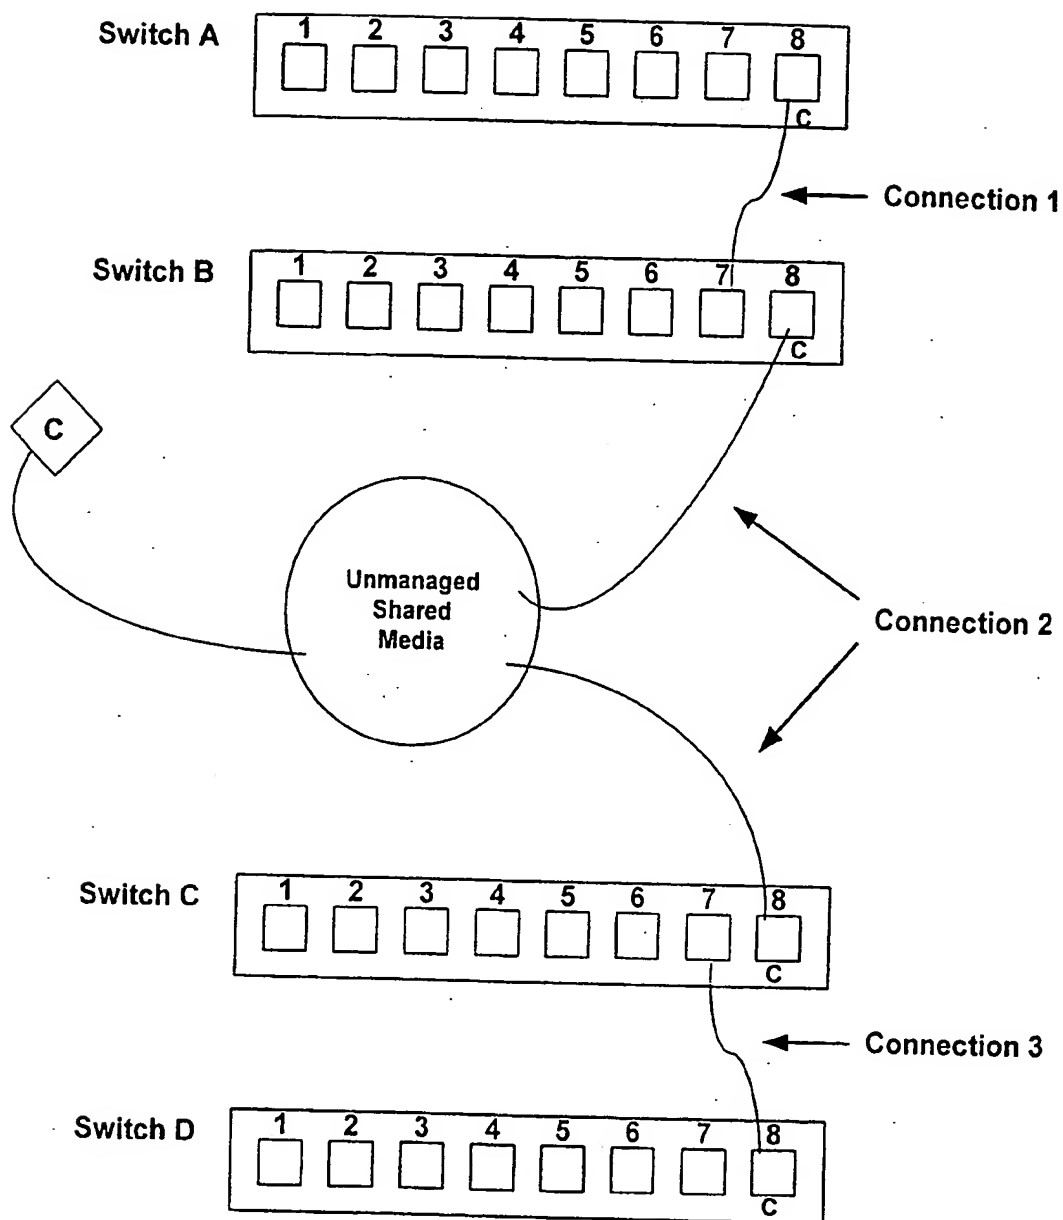 Switch A
1 2 3 4 5 6 7 8
C
Connection 1
Switch B
1 2 3 4 5 6 7 8
C
C
Unmanaged
Shared
Media
Connection 2
Switch C
1 2 3 4 5 6 7 8
C
Connection 3
Switch D
1 2 3 4 5 6 7 8
C